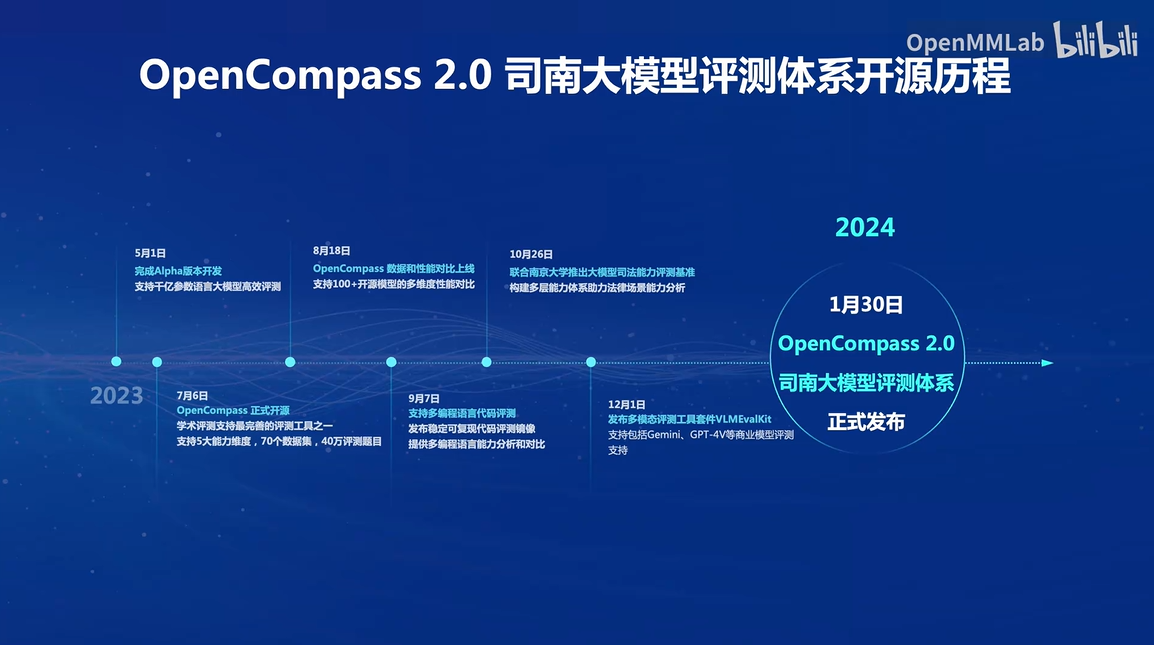 OpenMMLab bilibili
OpenCompass 2.0 司南大模型评测体系开源历程
2023
5月1日
完成Alpha版本开发
支持千亿参数语言大模型高效评测
7月6日
OpenCompass 正式开源
学术评测支持最完善的评测工具之一
支持5大能力维度，70个数据集，40万评测题目
8月18日
OpenCompass 数据和性能对比上线
支持100+开源模型的多维度性能对比
9月7日
支持多编程语言代码评测
发布稳定可复现代码评测镜像
提供多编程语言能力分析和对比
10月26日
联合南京大学推出大模型司法能力评测基准
构建多层能力体系助力法律场景能力分析
12月1日
发布多模态评测工具套件VLMEvalKit
支持包括Gemini、GPT-4V等商业模型评测
支持
2024
1月30日
OpenCompass 2.0
司南大模型评测体系
正式发布